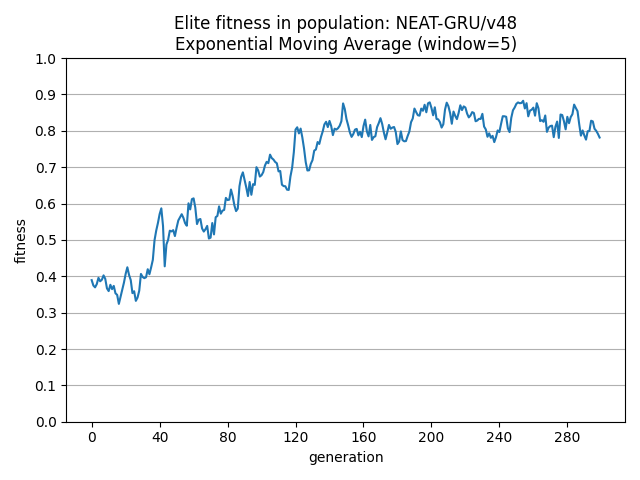 Elite fitness in population: NEAT-GRU/v48
Exponential Moving Average (window=5)
1.0
0.9
0.8
0.7
0.6
0.5
0.4
0.3
0.2
0.1
0.0
fitness
0 40 80 120 160 200 240 280
generation